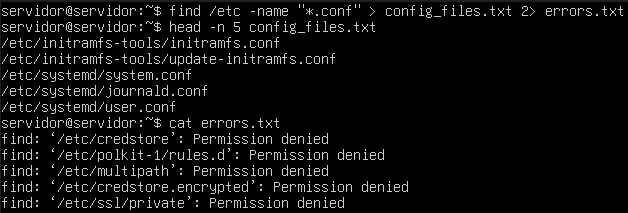 servidor@servidor:~$ find /etc -name "*.conf" > config_files.txt 2> errors.txt
servidor@servidor:~$ head -n 5 config_files.txt
/etc/initramfs-tools/initramfs.conf
/etc/initramfs-tools/update-initramfs.conf
/etc/systemd/system.conf
/etc/systemd/journald.conf
/etc/systemd/user.conf
servidor@servidor:~$ cat errors.txt
find: ‘/etc/credstore’: Permission denied
find: ‘/etc/polkit-1/rules.d’: Permission denied
find: ‘/etc/multipath’: Permission denied
find: ‘/etc/credstore.encrypted’: Permission denied
find: ‘/etc/ssl/private’: Permission denied